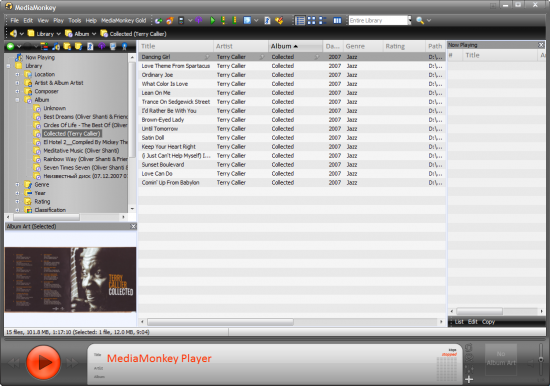 MediaMonkey
File Edit View Play Tools Help MediaMonkey Gold
Entire Library
Library Album Collected (Terry Callier)
Now Playing
Library
Location
Artist & Album Artist
Composer
Album
Unknown
Best Dreams (Oliver Shanti & Friend
Circles Of Life - The Best Of (Oliver
Collected (Terry Callier)
El Hotel 2__Compiled By Mickey The
Meditative Music (Oliver Shanti)
Rainbow Way (Oliver Shanti & Friend
Seven Times Seven (Oliver Shanti &
Неизвестный диск (07.12.2007 0
Genre
Year
Rating
Classification
Title Artist Album Da... Genre Rating Path
Dancing Girl Terry Callier Collected 2007 Jazz D:\
Love Theme From Spartacus Terry Callier Collected 2007 Jazz D:\
Ordinary Joe Terry Callier Collected 2007 Jazz D:\
What Color Is Love Terry Callier Collected 2007 Jazz D:\
Lean On Me Terry Callier Collected 2007 Jazz D:\
Trance On Sedgewick Street Terry Callier Collected 2007 Jazz D:\
I'd Rather Be With You Terry Callier Collected 2007 Jazz D:\
Brown-Eyed Lady Terry Callier Collected 2007 Jazz D:\
Until Tomorrow Terry Callier Collected 2007 Jazz D:\
Satin Doll Terry Callier Collected 2007 Jazz D:\
Keep Your Heart Right Terry Callier Collected 2007 Jazz D:\
(I Just Can't Help Myself) I Terry Callier Collected 2007 Jazz D:\
Sunset Boulevard Terry Callier Collected 2007 Jazz D:\
Love Can Do Terry Callier Collected 2007 Jazz D:\
Comin' Up From Babylon Terry Callier Collected 2007 Jazz D:\
Now Playing
# Title Ar
List Edit Copy
Album Art (Selected)
TERRY
CALLIER
COLLECTED
15 files, 101.8 MB, 1:17:10 (Selected: 1 file, 12.0 MB, 9:04)
Title
MediaMonkey Player
Artist
Album
No
Album Art